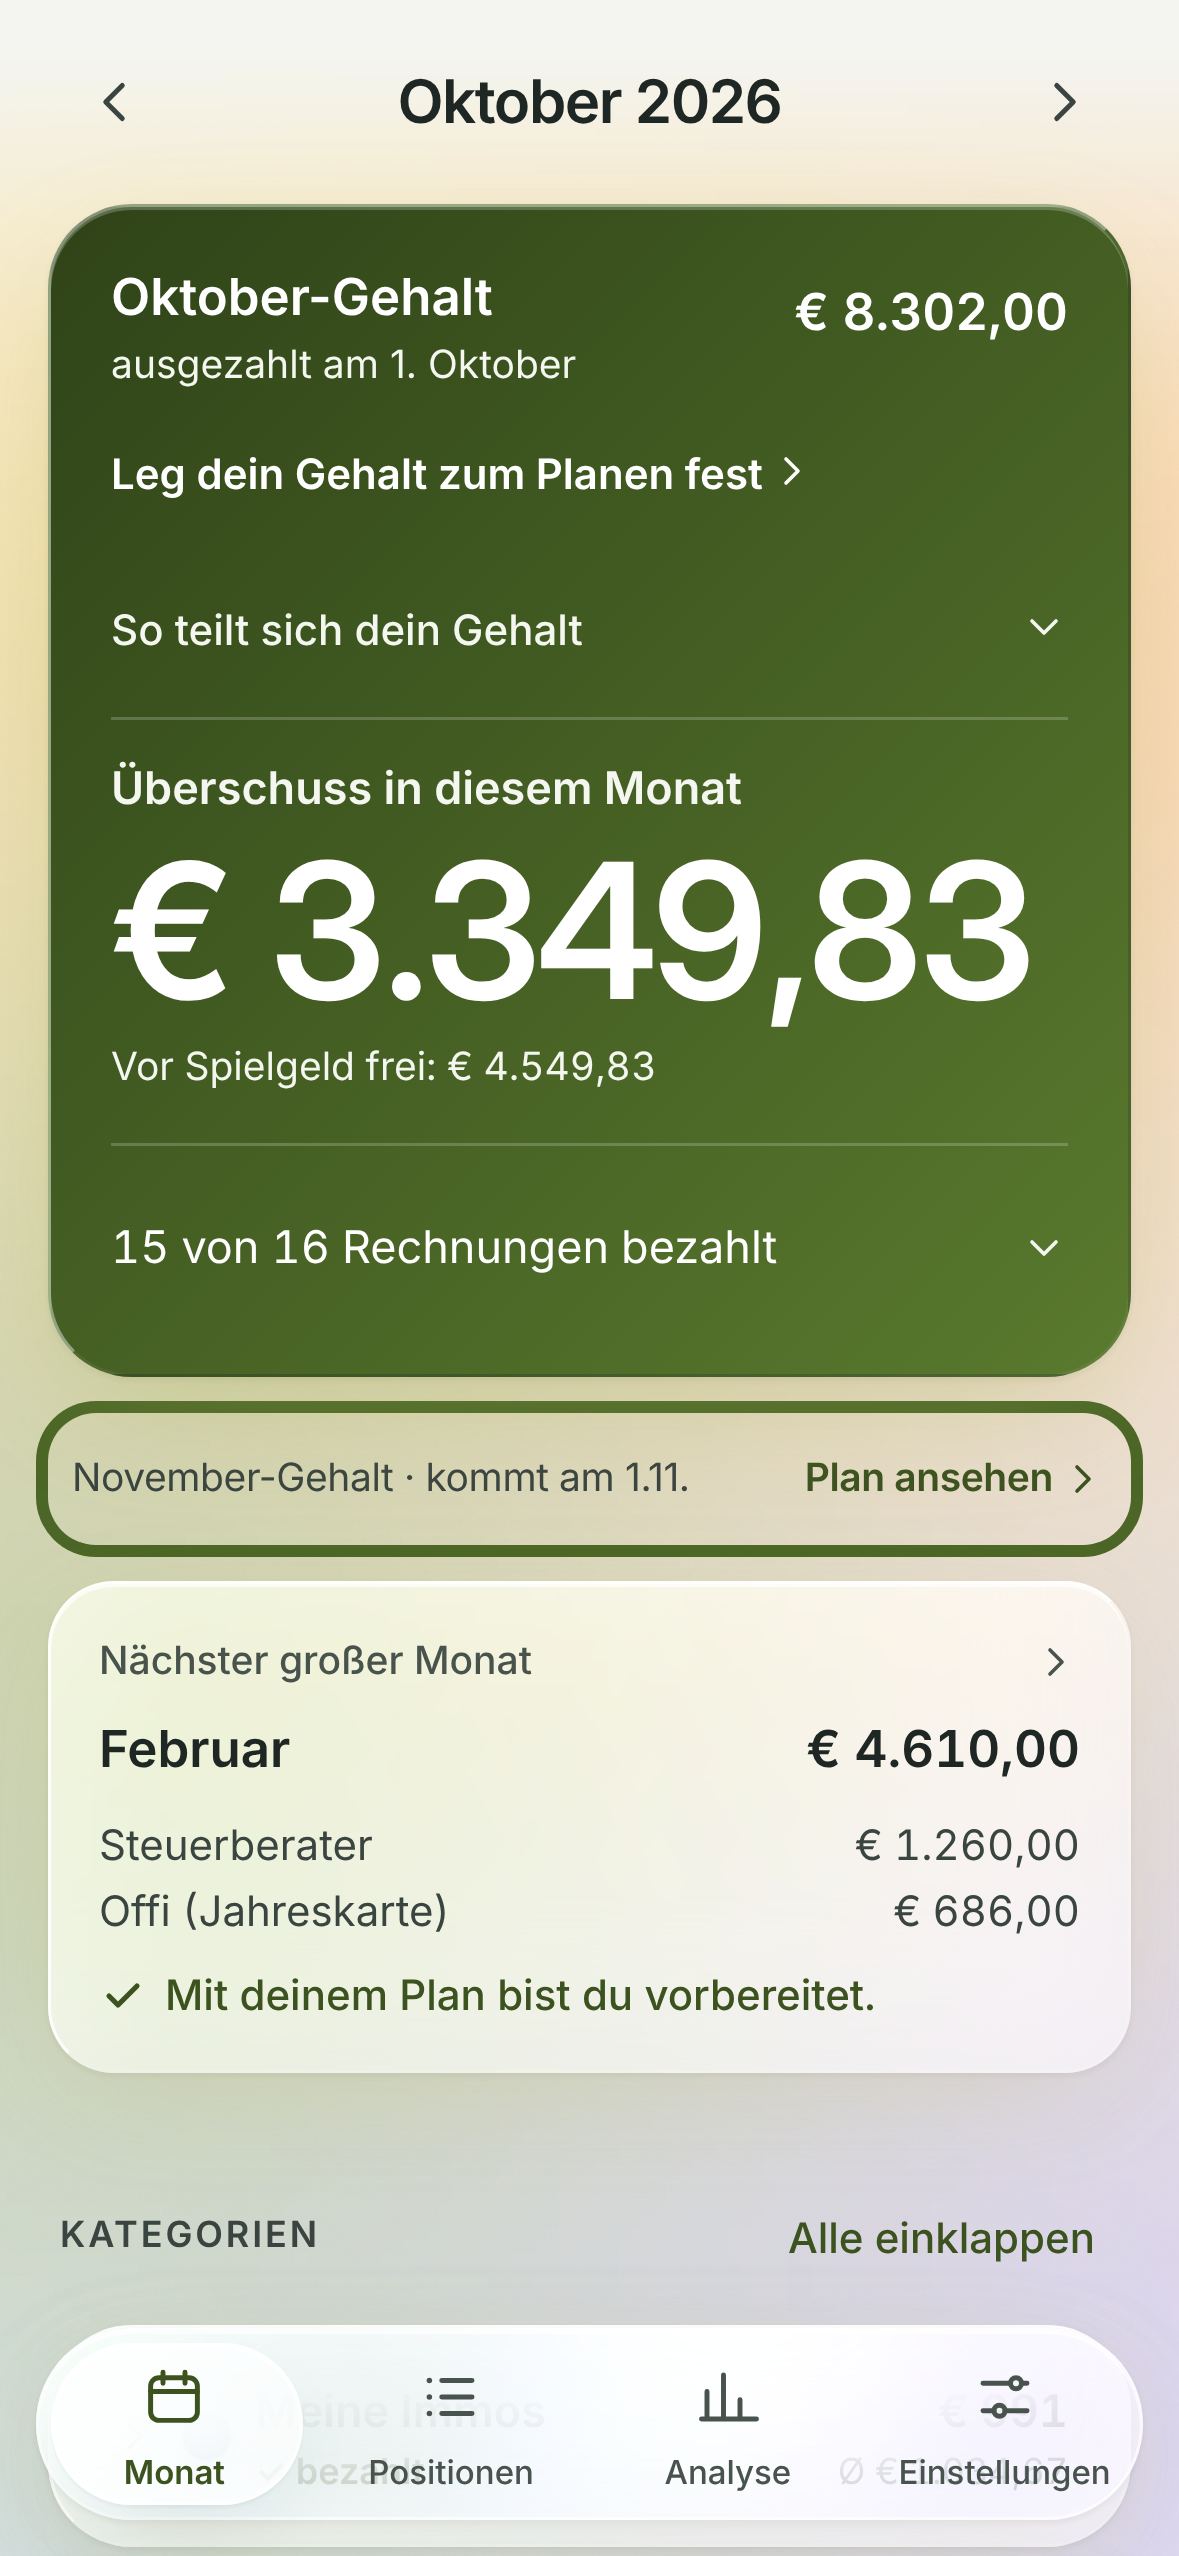 Oktober 2026
Oktober-Gehalt
€ 8.302,00
ausgezahlt am 1. Oktober
Leg dein Gehalt zum Planen fest
So teilt sich dein Gehalt
Überschuss in diesem Monat
€ 3.349,83
Vor Spielgeld frei: € 4.549,83
15 von 16 Rechnungen bezahlt
November-Gehalt · kommt am 1.11.
Plan ansehen
Nächster großer Monat
Februar € 4.610,00
Steuerberater € 1.260,00
Offi (Jahreskarte) € 686,00
Mit deinem Plan bist du vorbereitet.
KATEGORIEN
Alle einklappen
Meine Immos
bezahlt
Monat
Positionen
Analyse
Einstellungen